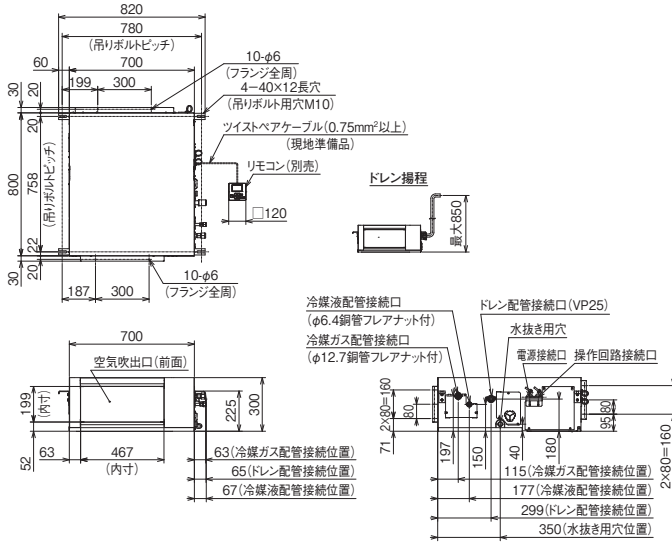 820
780
(吊りボルトピッチ)
60
700
10-φ6
(フランジ全周)
199
300
4−40×12長穴
(吊りボルト用穴M10)
30
20
20
ツイストペアケーブル(0.75mm²以上)
(現地準備品)
リモコン(別売)
ドレン揚程
800
758
(吊りボルトピッチ)
□120
最大850
22
20
30
10-φ6
(フランジ全周)
187
300
冷媒液配管接続口
(φ6.4銅管フレアナット付)
ドレン配管接続口(VP25)
水抜き用穴
冷媒ガス配管接続口
(φ12.7銅管フレアナット付)
電源接続口
操作回路接続口
700
空気吹出口(前面)
199
(内寸)
52
225
300
63
467
(内寸)
63(冷媒ガス配管接続位置)
65(ドレン配管接続位置)
67(冷媒液配管接続位置)
2×80=160
80
71
197
150
40
180
80
95
2×80=160
115(冷媒ガス配管接続位置)
177(冷媒液配管接続位置)
299(ドレン配管接続位置)
350(水抜き用穴位置)